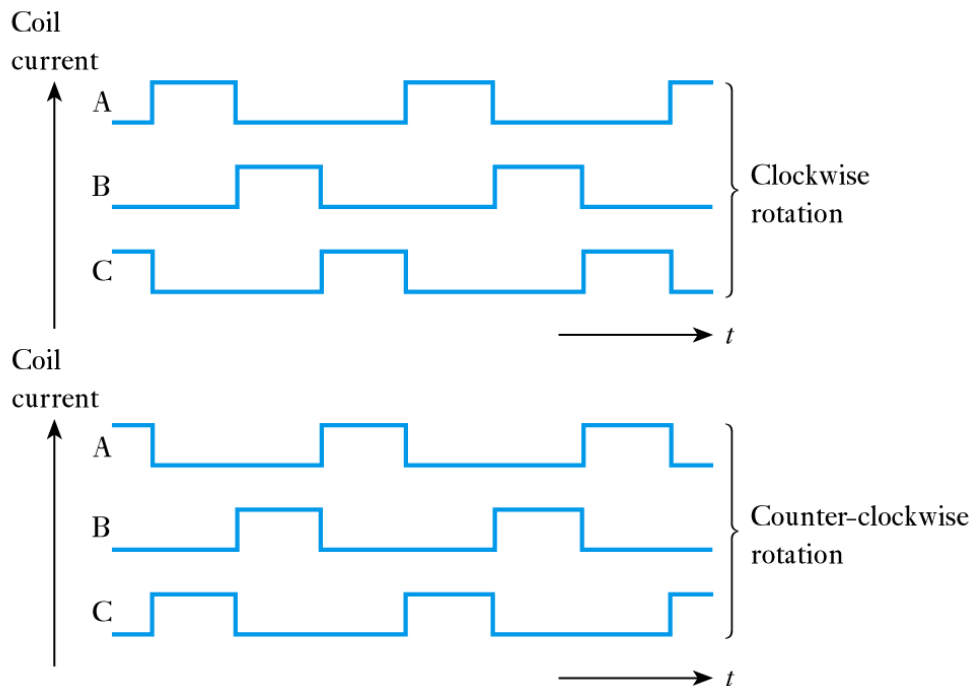 Coil
current
A
B
C
Clockwise
rotation
t
Coil
current
A
B
C
Counter-clockwise
rotation
t